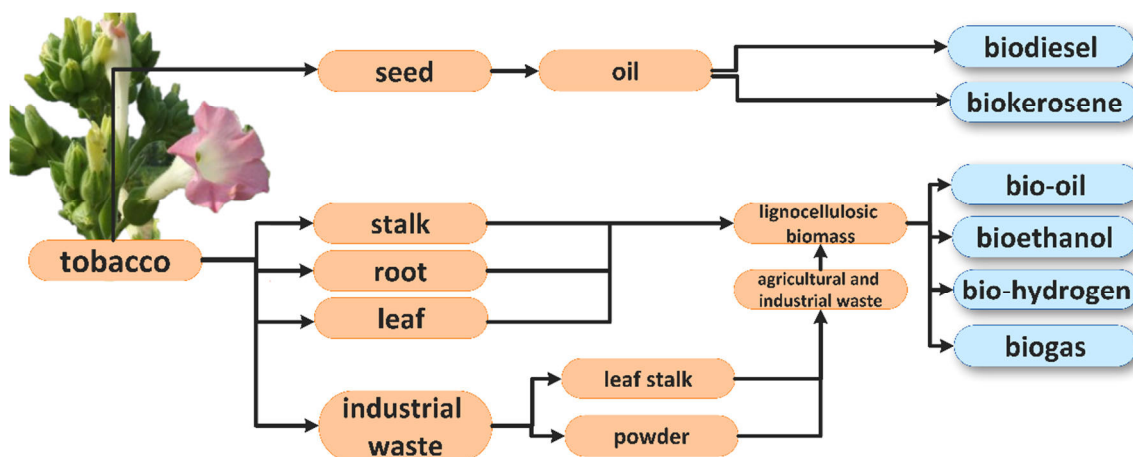 seed
oil
biodiesel
biokerosene
tobacco
stalk
root
leaf
industrial
waste
leaf stalk
powder
lignocellulosic
biomass
agricultural and
industrial waste
bio-oil
bioethanol
bio-hydrogen
biogas